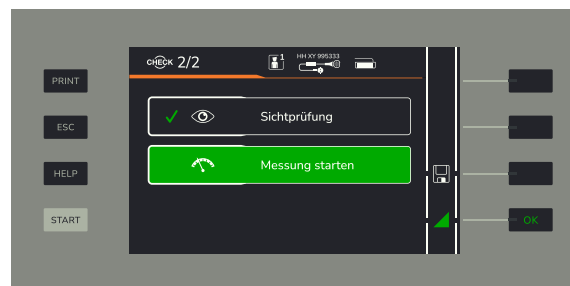 CHECK 2/2
1
HH XY 995333
PRINT
ESC
Sichtprüfung
HELP
Messung starten
START
OK